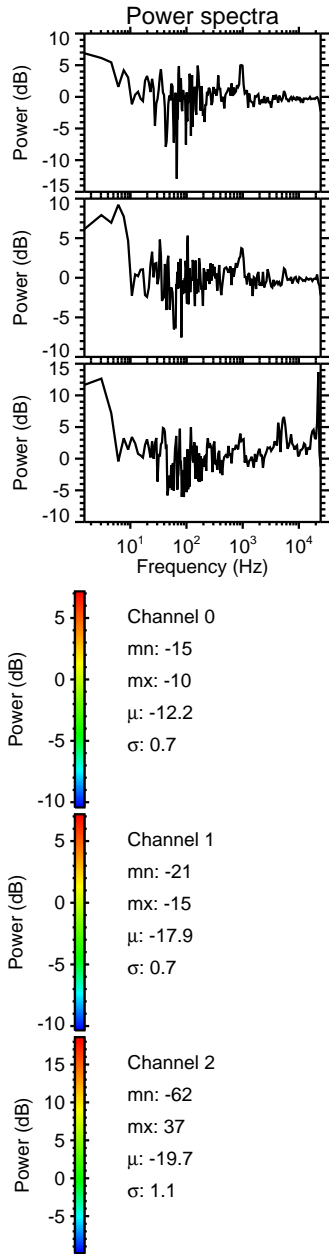 Power spectra
10
5
0
-5
-10
-15
Power (dB)
10
5
0
-5
-10
Power (dB)
15
10
5
0
-5
-10
Power (dB)
10¹ 10² 10³ 10⁴
Frequency (Hz)
5
0
-5
-10
Power (dB)
Channel 0
mn: -15
mx: -10
μ: -12.2
σ: 0.7
5
0
-5
-10
Power (dB)
Channel 1
mn: -21
mx: -15
μ: -17.9
σ: 0.7
15
10
5
0
-5
Power (dB)
Channel 2
mn: -62
mx: 37
μ: -19.7
σ: 1.1